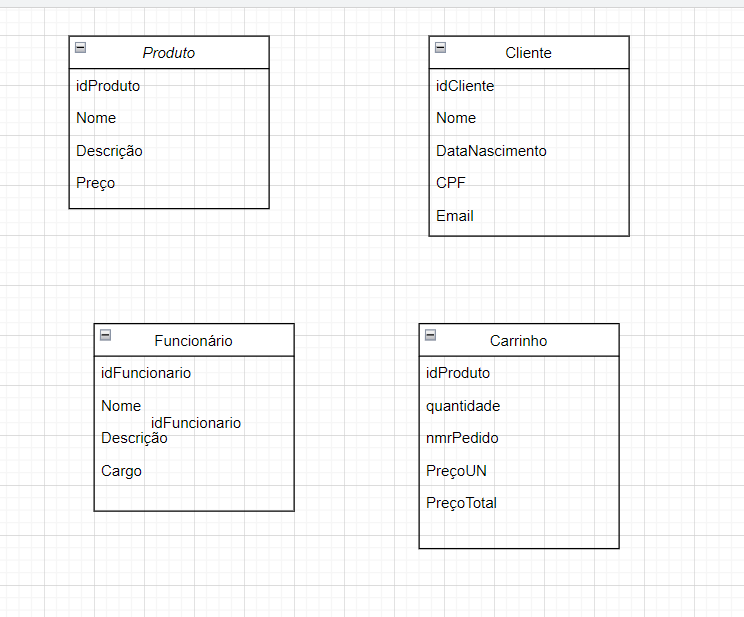 Produto
idProduto
Nome
Descrição
Preço
Cliente
idCliente
Nome
DataNascimento
CPF
Email
Funcionário
idFuncionario
Nome
idFuncionario
Descrição
Cargo
Carrinho
idProduto
quantidade
nmrPedido
PreçoUN
PreçoTotal